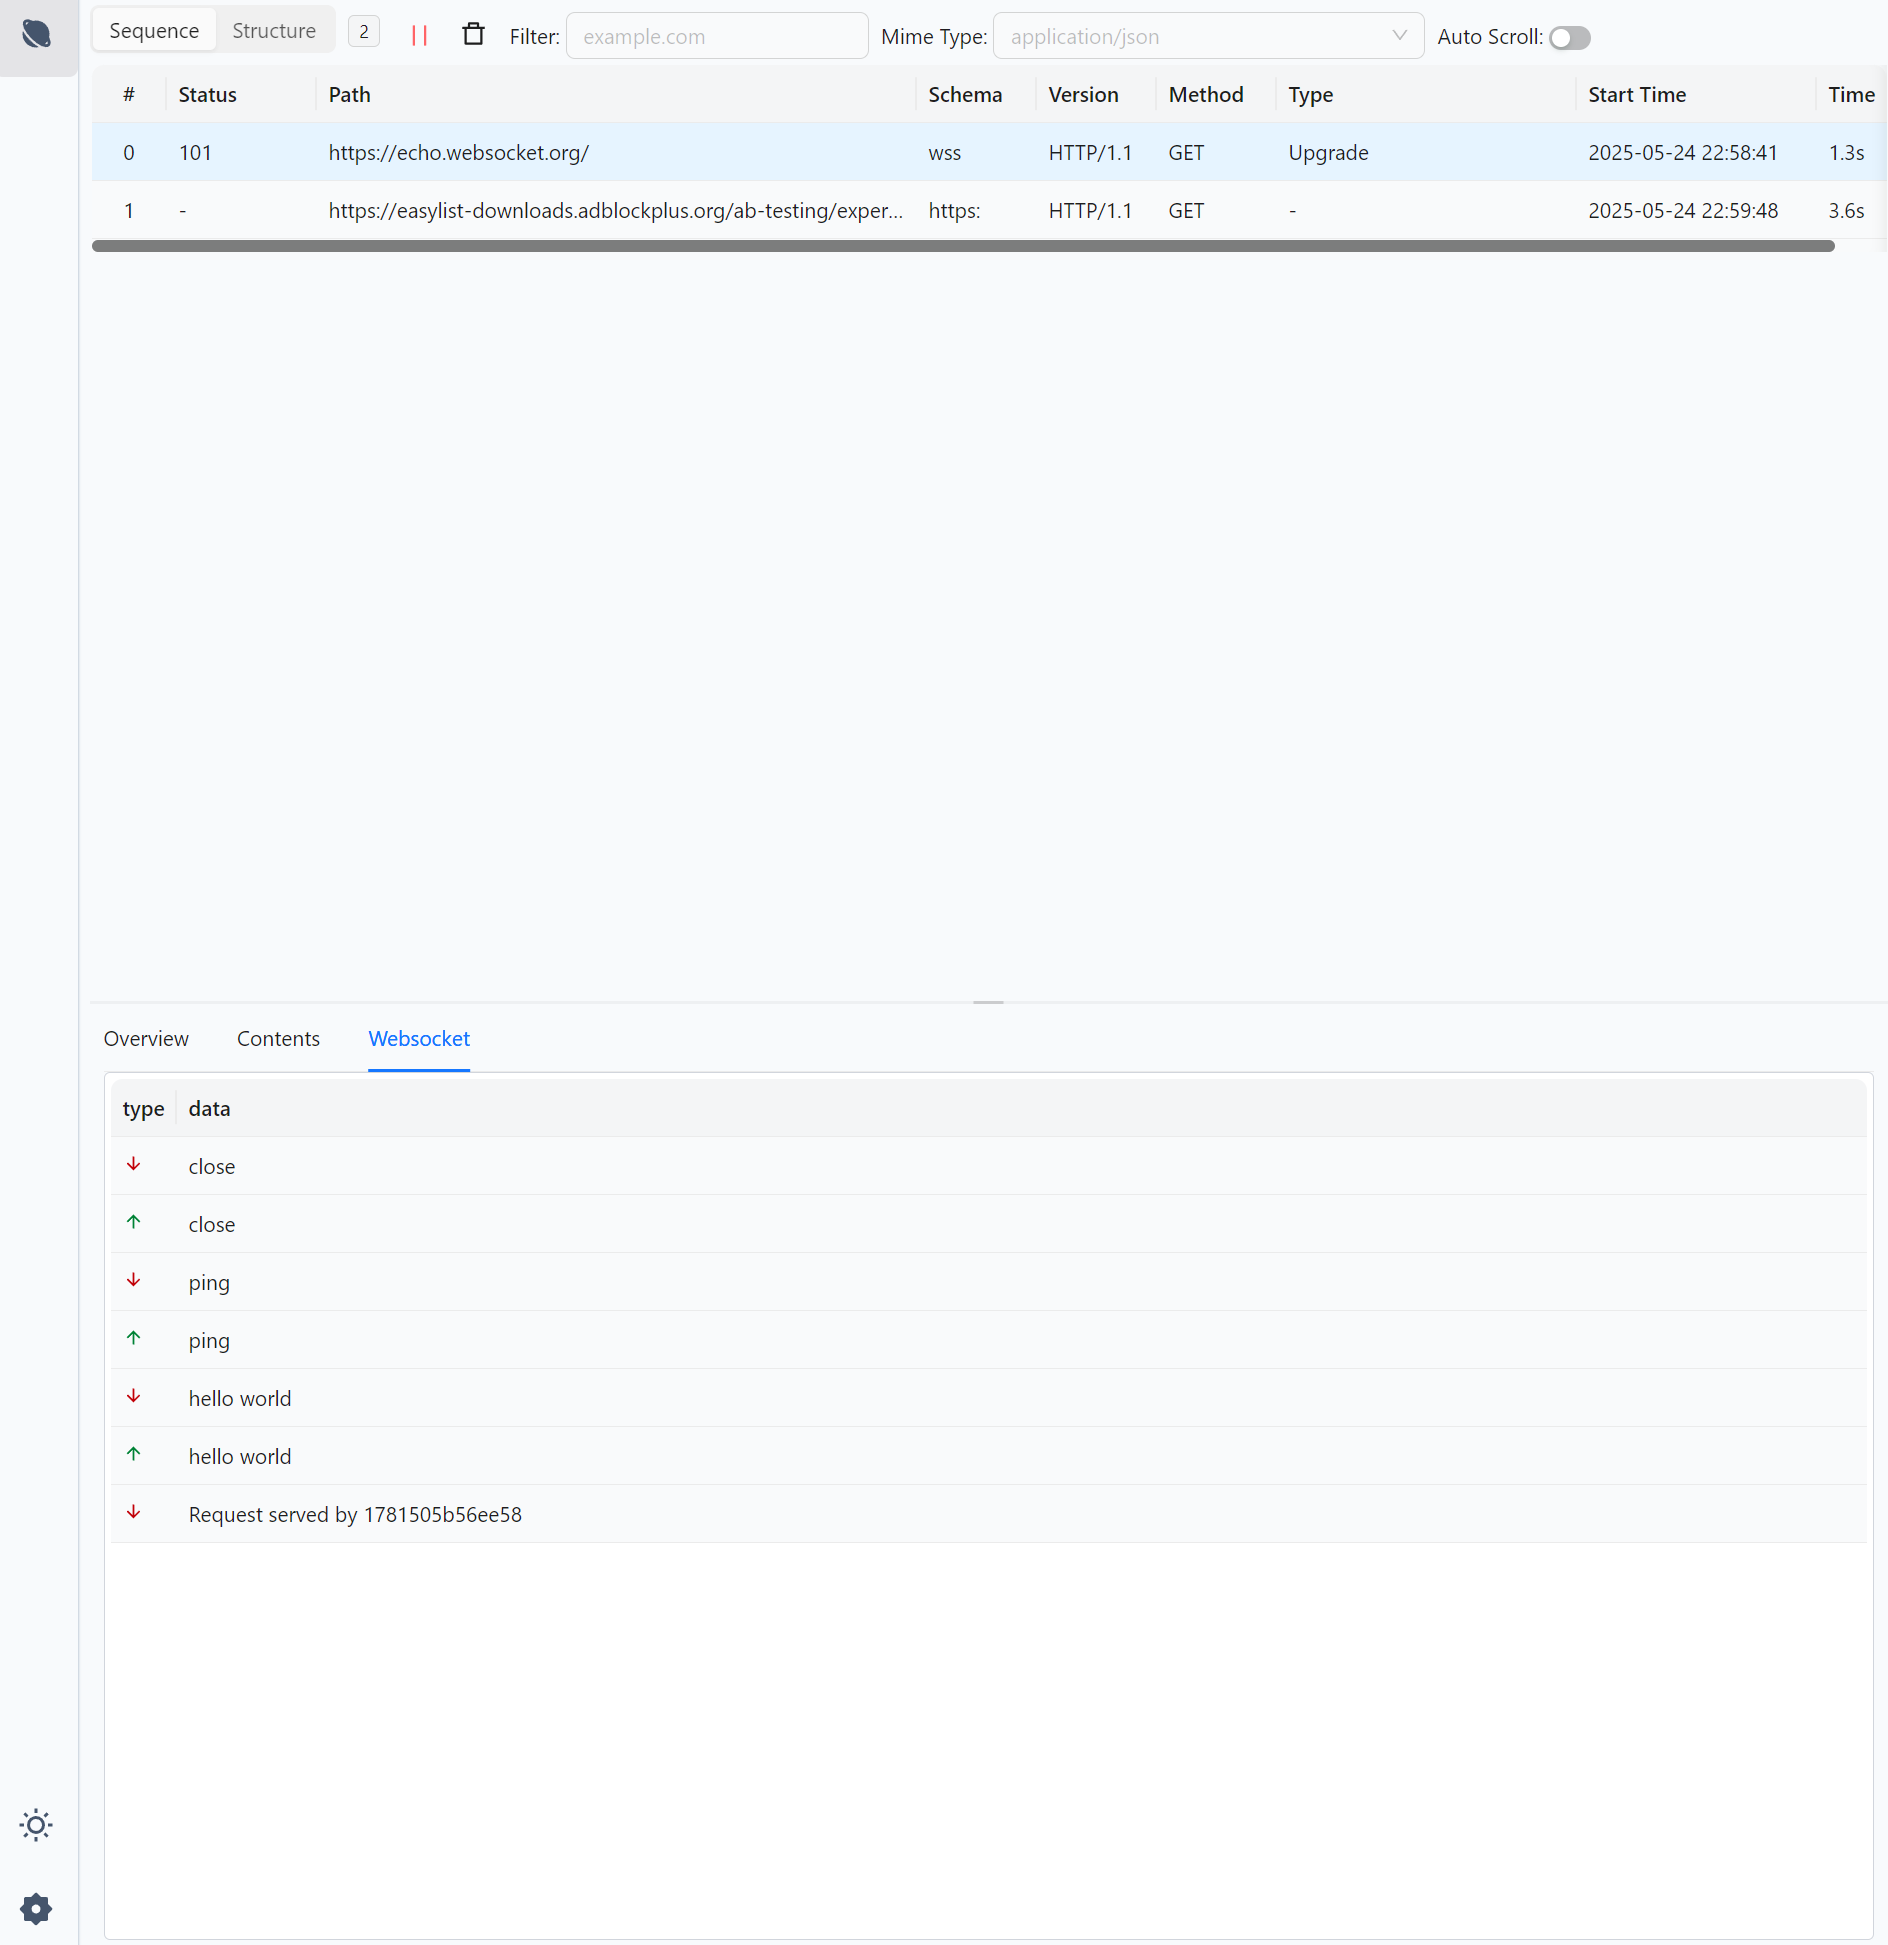 Sequence Structure 2 Filter: example.com Mime Type: application/json Auto Scroll:
# Status Path Schema Version Method Type Start Time Time
0 101 https://echo.websocket.org/ wss HTTP/1.1 GET Upgrade 2025-05-24 22:58:41 1.3s
1 - https://easylist-downloads.adblockplus.org/ab-testing/exper... https: HTTP/1.1 GET - 2025-05-24 22:59:48 3.6s
Overview Contents Websocket
type data
close
close
ping
ping
hello world
hello world
Request served by 1781505b56ee58